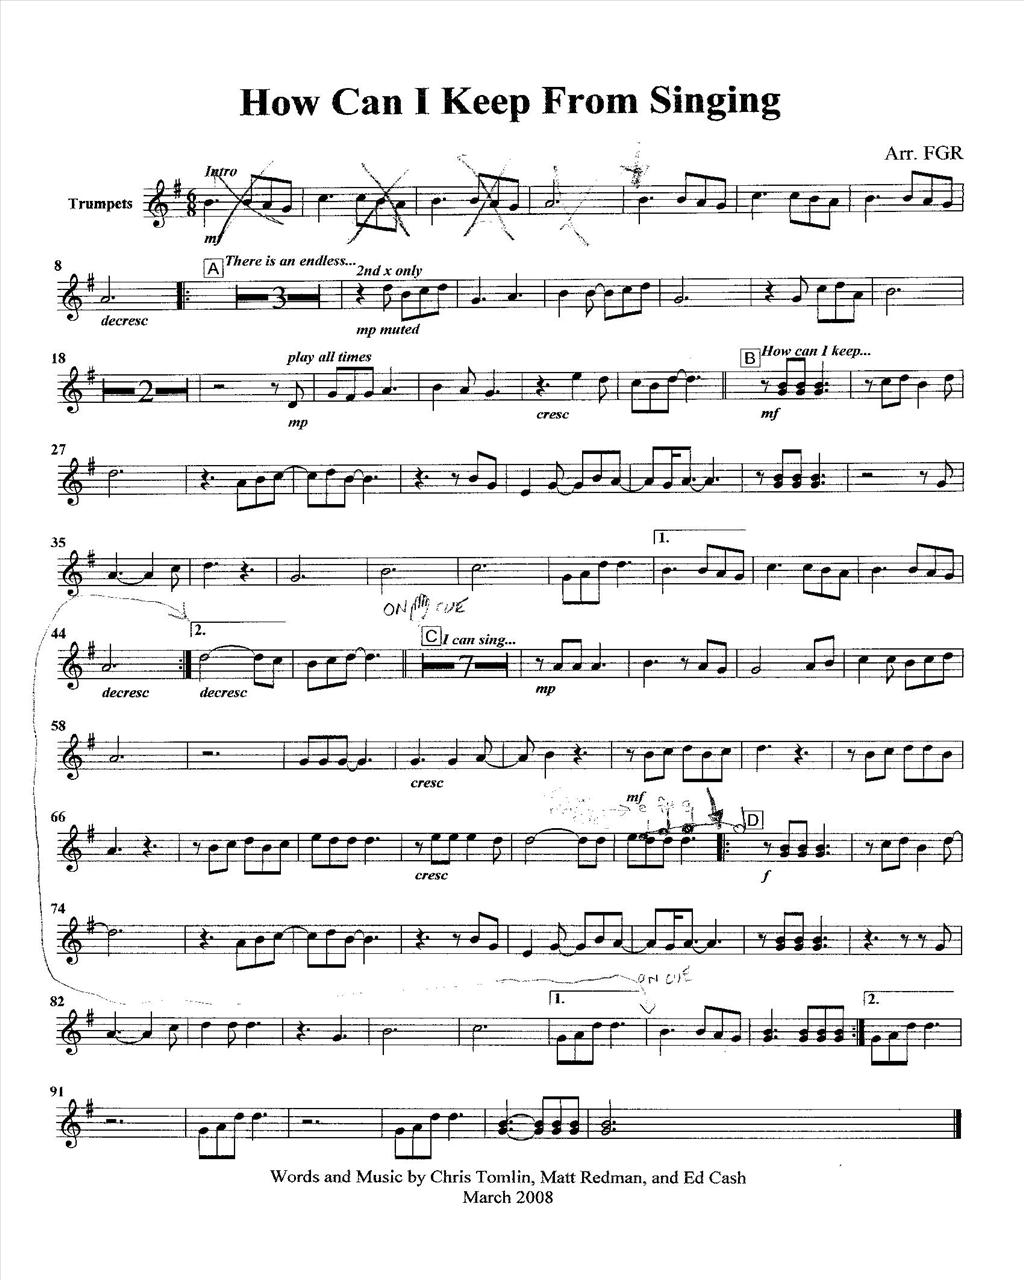 How Can I Keep From Singing
Arr. FGR
Intro
Trumpets
mf
8
A There is an endless... 2nd x only
3
decresc
mp muted
18
play all times
B How can I keep...
2
mp
cresc
mf
27
35
1.
ON CUE
44
2.
C I can sing...
7
decresc
decresc
mp
58
cresc
mf
66
D
cresc
f
74
ON CUE
82
1.
2.
91
Words and Music by Chris Tomlin, Matt Redman, and Ed Cash
March 2008